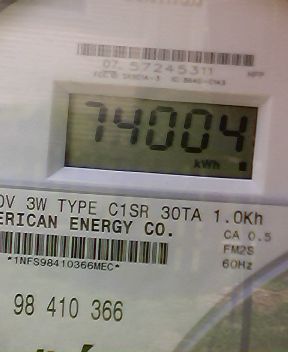 07. 57245311
74004
kWh
3W TYPE C1SR 30TA 1.0Kh
ERICAN ENERGY CO.
CA 0.5
FM2S
*1NFS98410366MEC*
60Hz
98 410 366